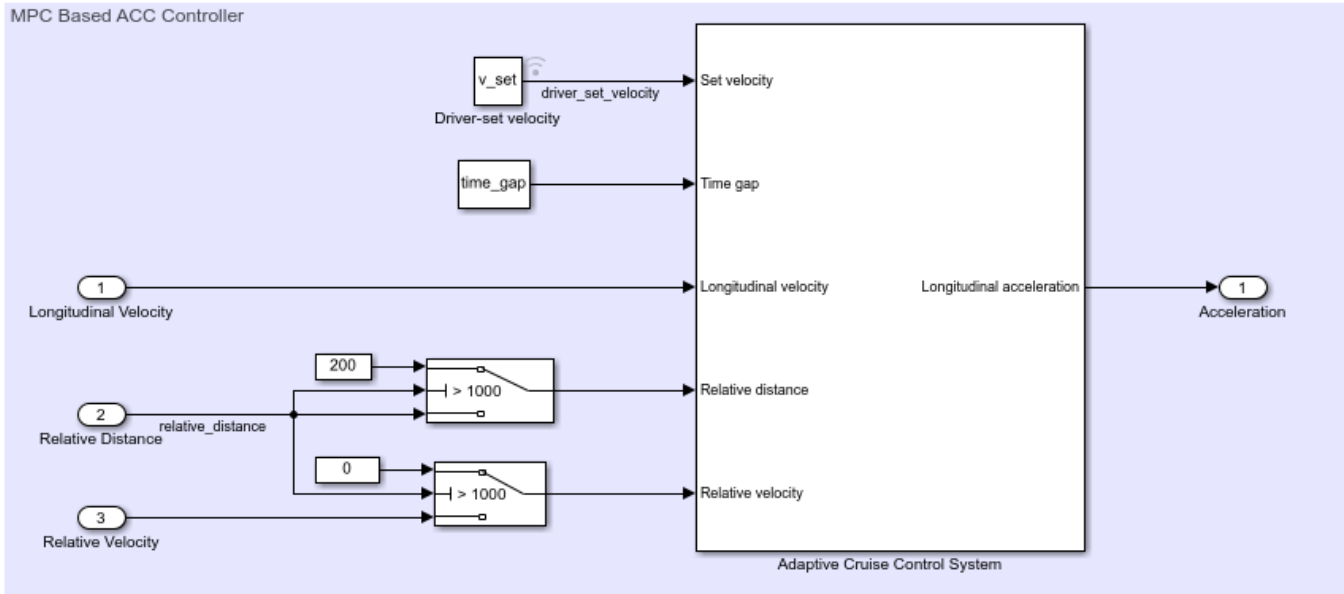 MPC Based ACC Controller
v_set
driver_set_velocity
Driver-set velocity
Set velocity
time_gap
Time gap
1
Longitudinal Velocity
Longitudinal velocity
Longitudinal acceleration
1
Acceleration
200
> 1000
Relative distance
2
relative_distance
Relative Distance
0
> 1000
Relative velocity
3
Relative Velocity
Adaptive Cruise Control System